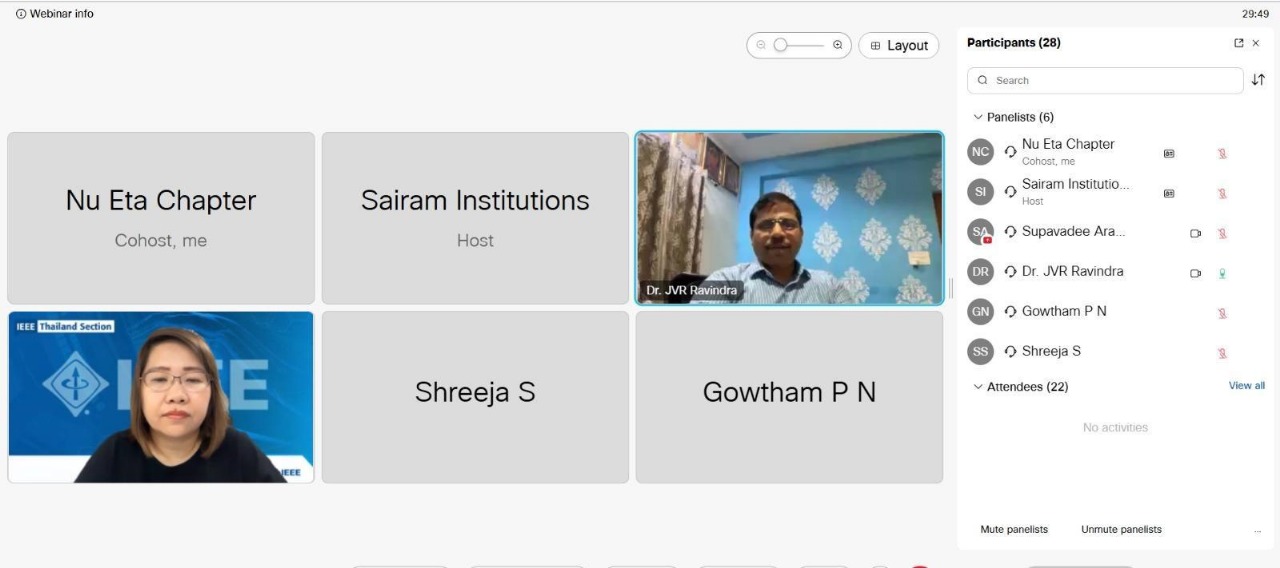 Webinar info
29:49
Layout
Participants (28)
Search
Panelists (6)
NC Nu Eta Chapter
Cohost, me
SI Sairam Institutio...
Host
SA Supavadee Ara...
DR Dr. JVR Ravindra
GN Gowtham P N
SS Shreeja S
Attendees (22) View all
No activities
Mute panelists Unmute panelists ...
Nu Eta Chapter
Cohost, me
Sairam Institutions
Host
Dr. JVR Ravindra
IEEE Thailand Section
IEEE
Shreeja S
Gowtham P N